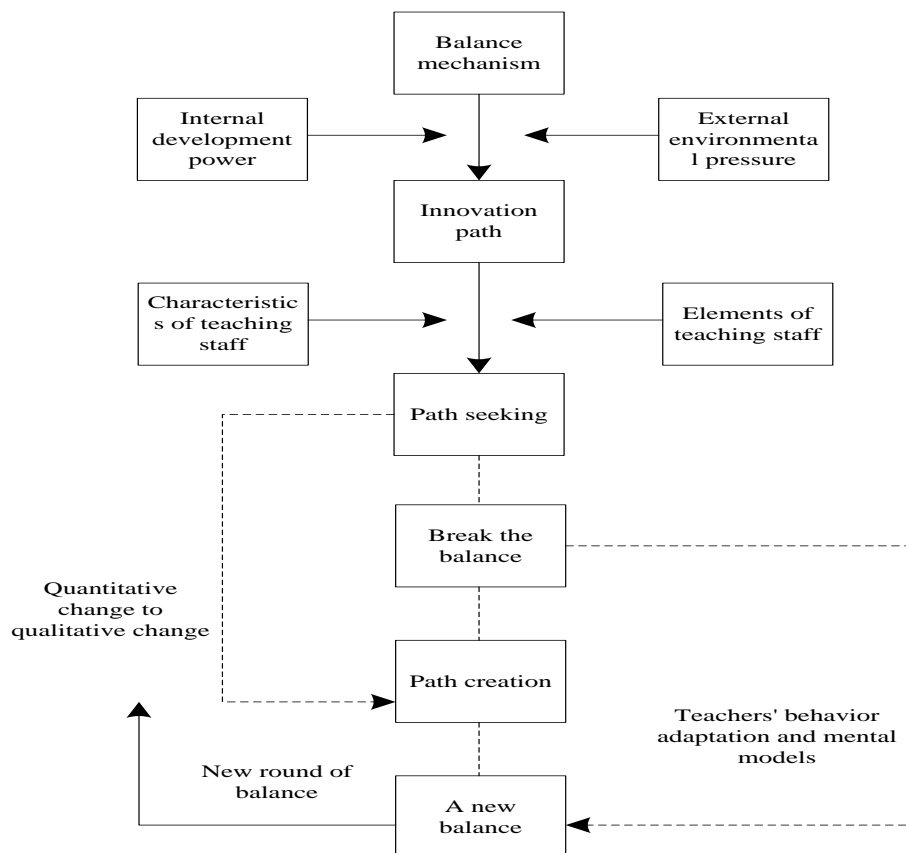 Balance
mechanism
Internal
development
power
External
environmenta
l pressure
Innovation
path
Characteristic
s of teaching
staff
Elements of
teaching staff
Path seeking
Break the
balance
Quantitative
change to
qualitative change
Path creation
Teachers' behavior
adaptation and mental
models
New round of
balance
A new
balance